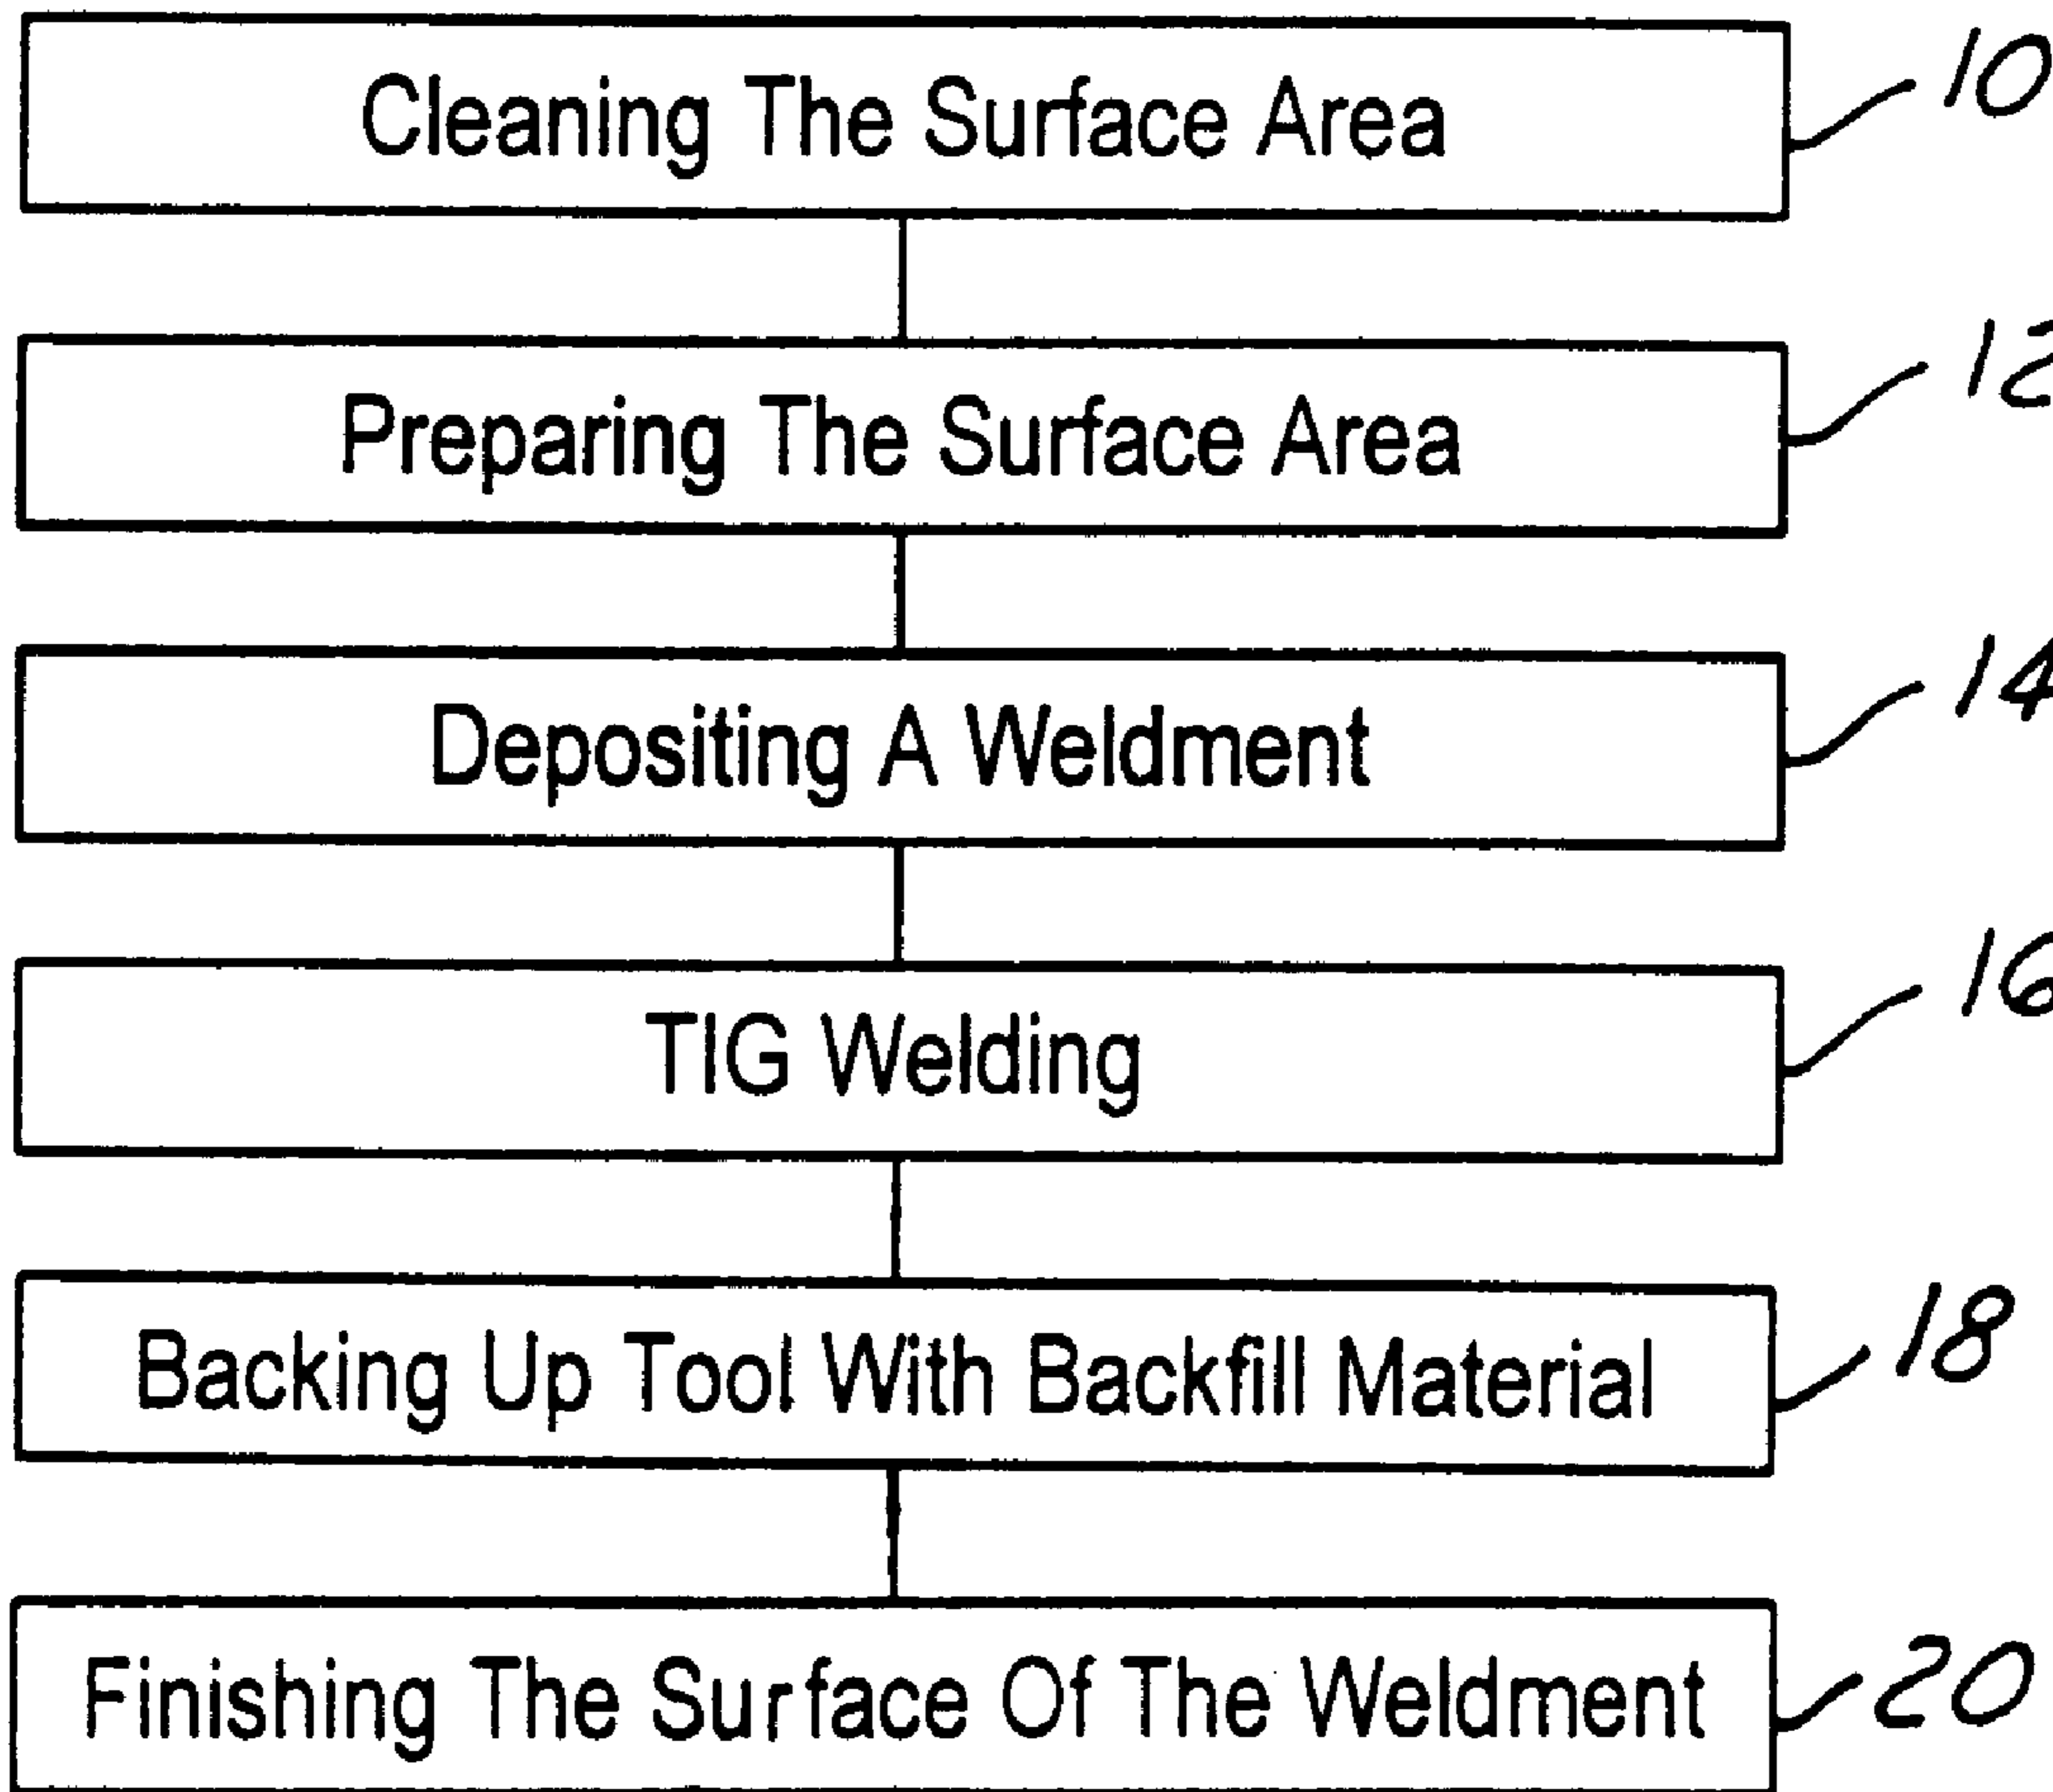 Cleaning The Surface Area
10
Preparing The Surface Area
12
Depositing A Weldment
14
TIG Welding
16
Backing Up Tool With Backfill Material
18
Finishing The Surface Of The Weldment
20